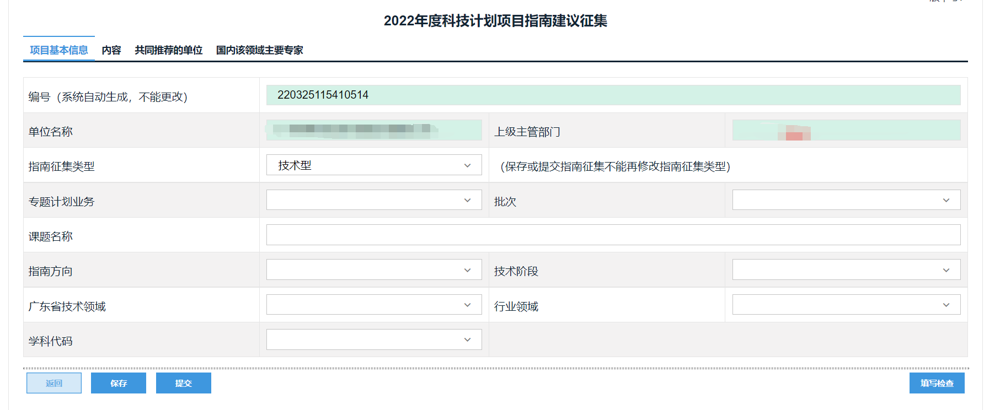 2022年度科技计划项目指南建议征集
项目基本信息 内容 共同推荐的单位 国内该领域主要专家
编号（系统自动生成，不能更改） 220325115410514
单位名称 上级主管部门
指南征集类型 技术型 （保存或提交指南征集不能再修改指南征集类型）
专题计划业务 批次
课题名称
指南方向 技术阶段
广东省技术领域 行业领域
学科代码
返回 保存 提交 填写检查